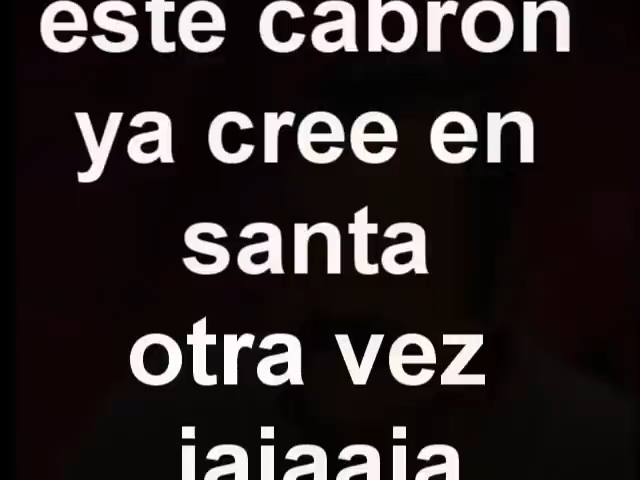 este cabron
ya cree en
santa
otra vez
jajaaja